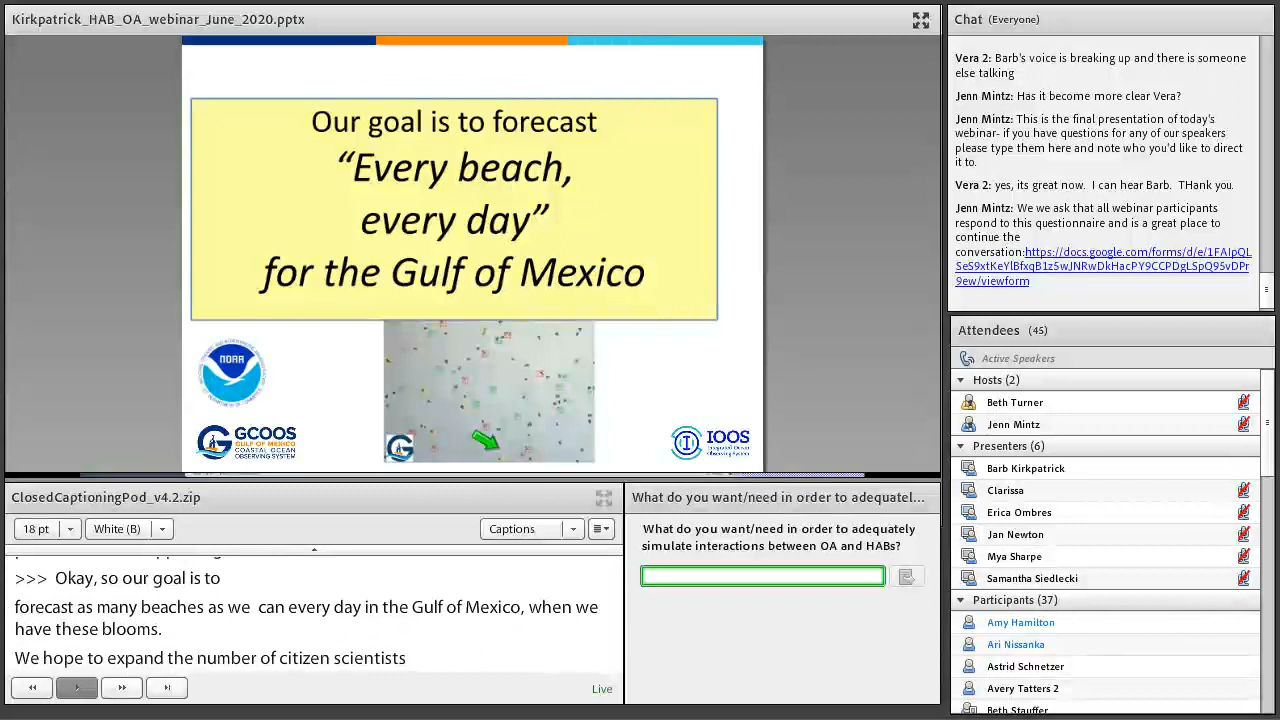 Kirkpatrick_HAB_OA_webinar_June_2020.pptx
Our goal is to forecast
“Every beach,
every day”
for the Gulf of Mexico
NOAA
GCOOS
GULF OF MEXICO
COASTAL OCEAN
OBSERVING SYSTEM
IOOS
Integrated Ocean
Observing System
ClosedCaptioningPod_v4.2.zip
18 pt
White (B)
Captions
>>> Okay, so our goal is to
forecast as many beaches as we can every day in the Gulf of Mexico, when we
have these blooms.
We hope to expand the number of citizen scientists
Live
What do you want/need in order to adequatel...
What do you want/need in order to adequately
simulate interactions between OA and HABs?
Chat (Everyone)
Vera 2: Barb's voice is breaking up and there is someone
else talking
Jenn Mintz: Has it become more clear Vera?
Jenn Mintz: This is the final presentation of today's
webinar- if you have questions for any of our speakers
please type them here and note who you'd like to direct
it to.
Vera 2: yes, its great now. I can hear Barb. THank you.
Jenn Mintz: We we ask that all webinar participants
respond to this questionnaire and is a great place to
continue the
conversation:https://docs.google.com/forms/d/e/1FAIpQL
SeS9xtKeYlBfxqB1z5wJNRwDkHacPY9CCPDgLSpQ95vDPr
9ew/viewform
Attendees (45)
Active Speakers
Hosts (2)
Beth Turner
Jenn Mintz
Presenters (6)
Barb Kirkpatrick
Clarissa
Erica Ombres
Jan Newton
Mya Sharpe
Samantha Siedlecki
Participants (37)
Amy Hamilton
Ari Nissanka
Astrid Schnetzer
Avery Tatters 2
Beth Stauffer